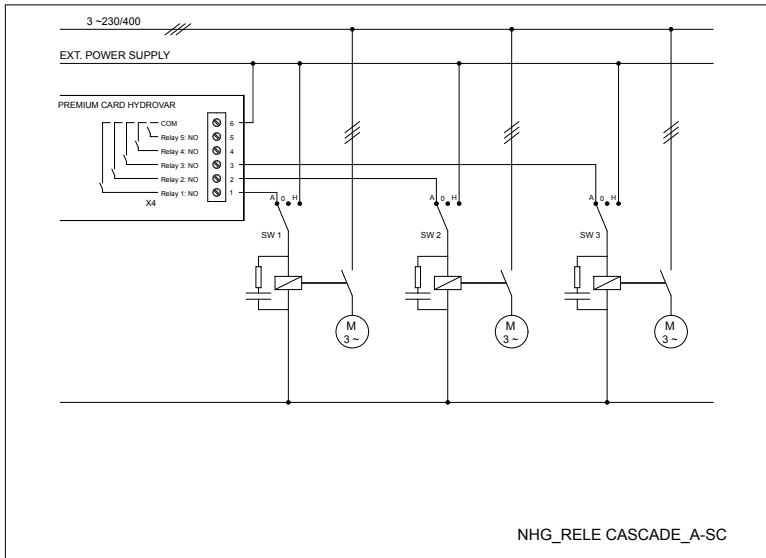 3 ~230/400
EXT. POWER SUPPLY
PREMIUM CARD HYDROVAR
COM 6
Relay 5: NO 5
Relay 4: NO 4
Relay 3: NO 3
Relay 2: NO 2
Relay 1: NO 1
X4
A 0 H
A 0 H
A 0 H
SW 1
SW 2
SW 3
M
3 ~
M
3 ~
M
3 ~
NHG_RELE CASCADE_A-SC